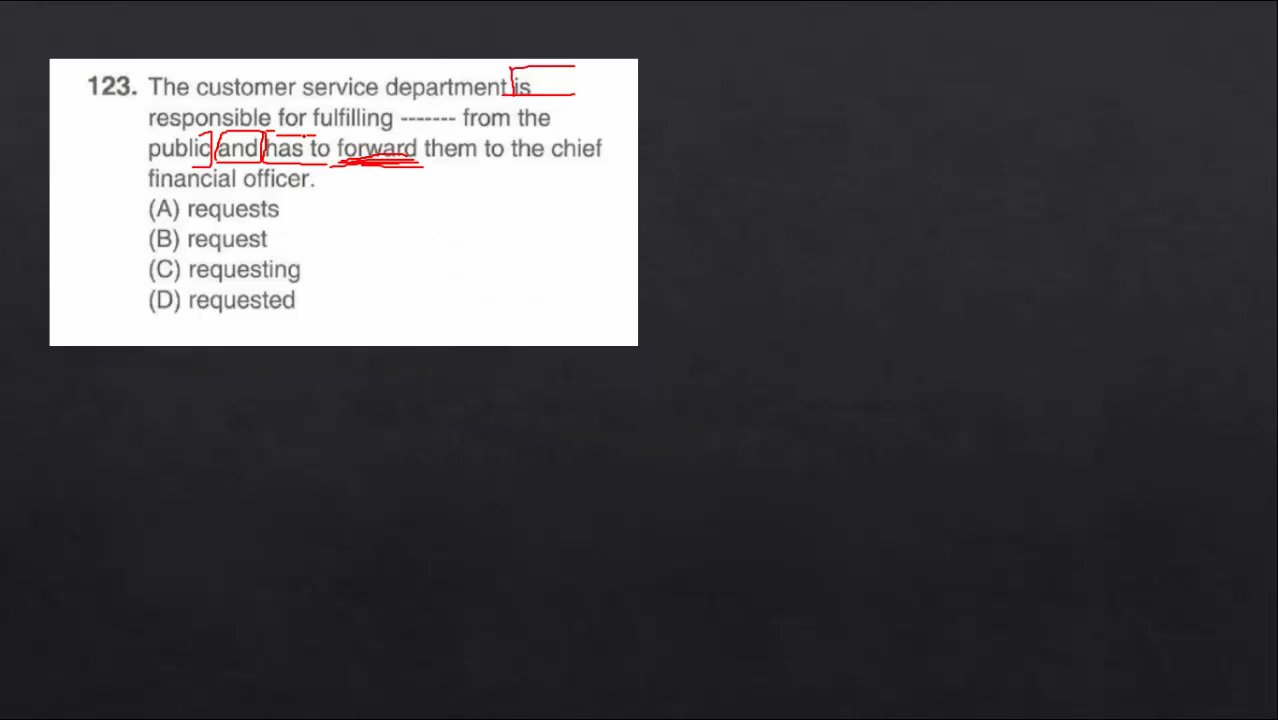 123. The customer service department is
responsible for fulfilling ------- from the
public and has to forward them to the chief
financial officer.
(A) requests
(B) request
(C) requesting
(D) requested